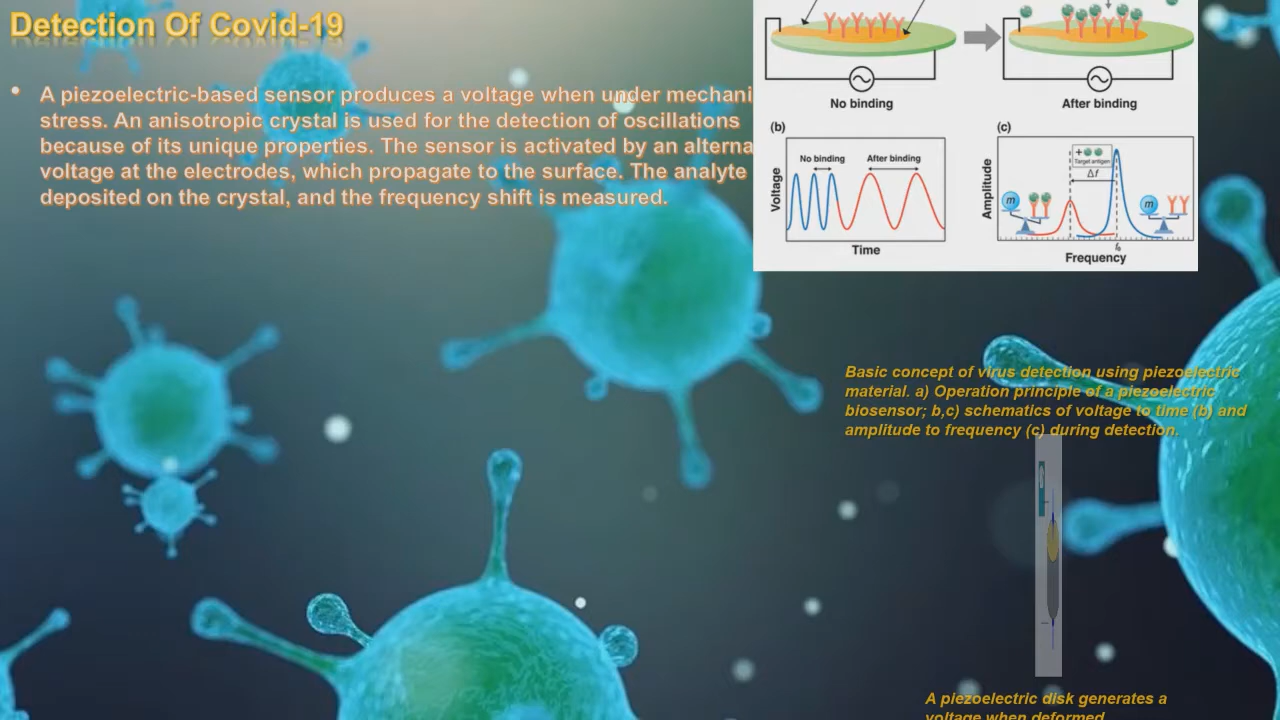 Detection Of Covid-19
• A piezoelectric-based sensor produces a voltage when under mechani
stress. An anisotropic crystal is used for the detection of oscillations
because of its unique properties. The sensor is activated by an alterna
voltage at the electrodes, which propagate to the surface. The analyte
deposited on the crystal, and the frequency shift is measured.
No binding
After binding
(b)
No binding
After binding
Voltage
Time
(c)
+
Target antigen
Δf
m
m
Amplitude
f₀
Frequency
Basic concept of virus detection using piezoelectric
material. a) Operation principle of a piezoelectric
biosensor; b,c) schematics of voltage to time (b) and
amplitude to frequency (c) during detection.
A piezoelectric disk generates a
voltage when deformed